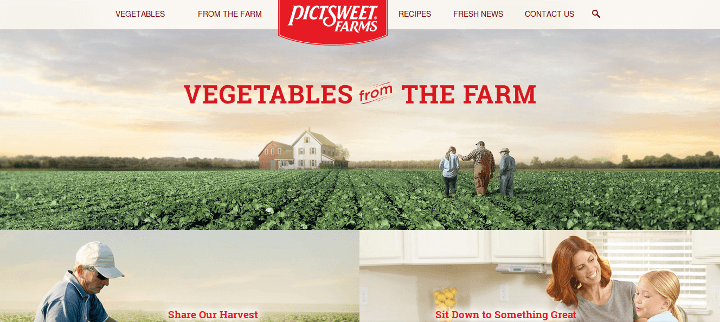 VEGETABLES
FROM THE FARM
PICTSWEET
FARMS
RECIPES
FRESH NEWS
CONTACT US
VEGETABLES from THE FARM
Share Our Harvest
Sit Down to Something Great